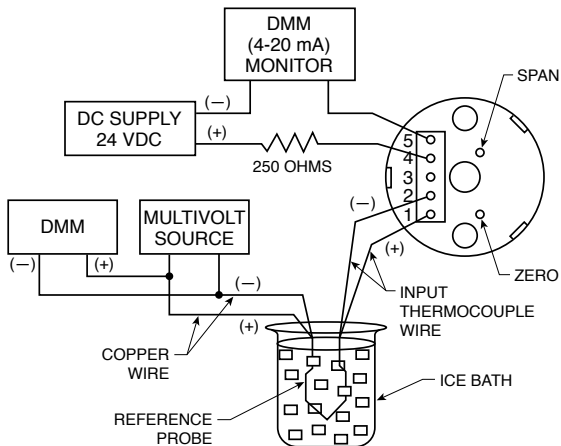 DMM
(4-20 mA)
MONITOR
SPAN
DC SUPPLY
24 VDC
(—)
(+)
250 OHMS
5
4
3
2
1
DMM
MULTIVOLT
SOURCE
(—)
(+)
(—)
(+)
(—)
(+)
ZERO
INPUT
THERMOCOUPLE
WIRE
COPPER
WIRE
ICE BATH
REFERENCE
PROBE